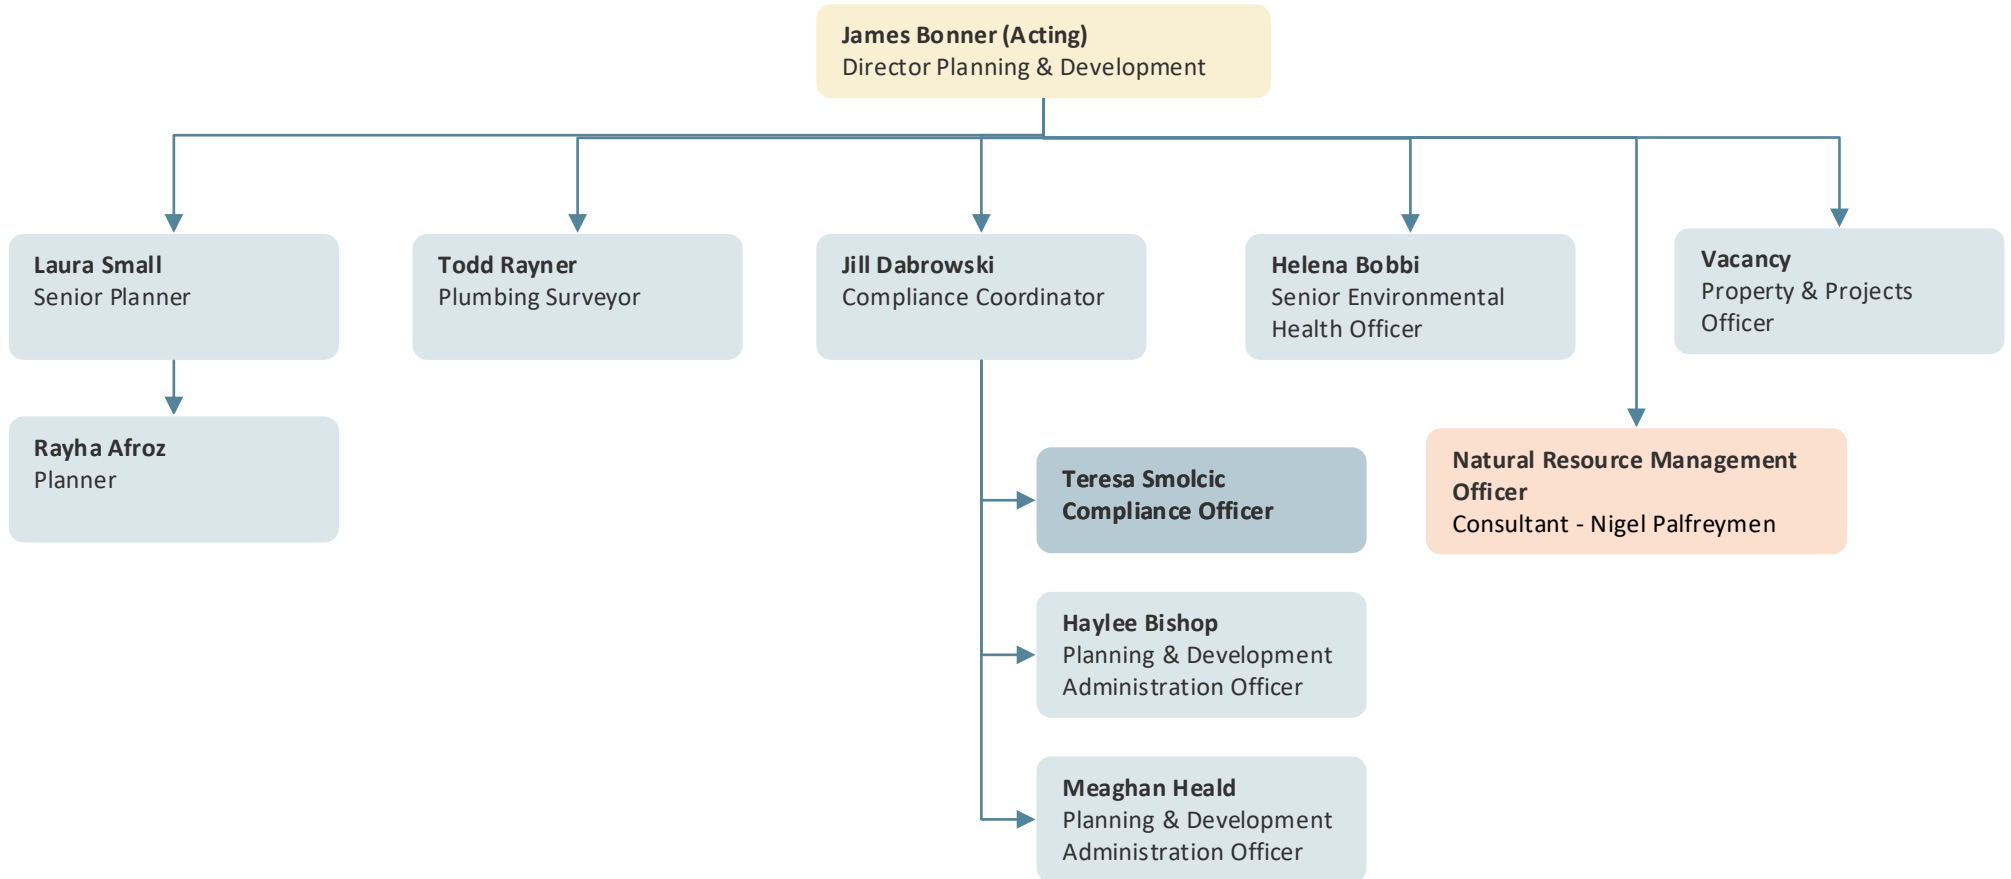 James Bonner (Acting)
Director Planning & Development
Laura Small
Senior Planner
Todd Rayner
Plumbing Surveyor
Jill Dabrowski
Compliance Coordinator
Helena Bobbi
Senior Environmental
Health Officer
Vacancy
Property & Projects
Officer
Rayha Afroz
Planner
Teresa Smolcic
Compliance Officer
Natural Resource Management
Officer
Consultant - Nigel Palfreymen
Haylee Bishop
Planning & Development
Administration Officer
Meaghan Heald
Planning & Development
Administration Officer